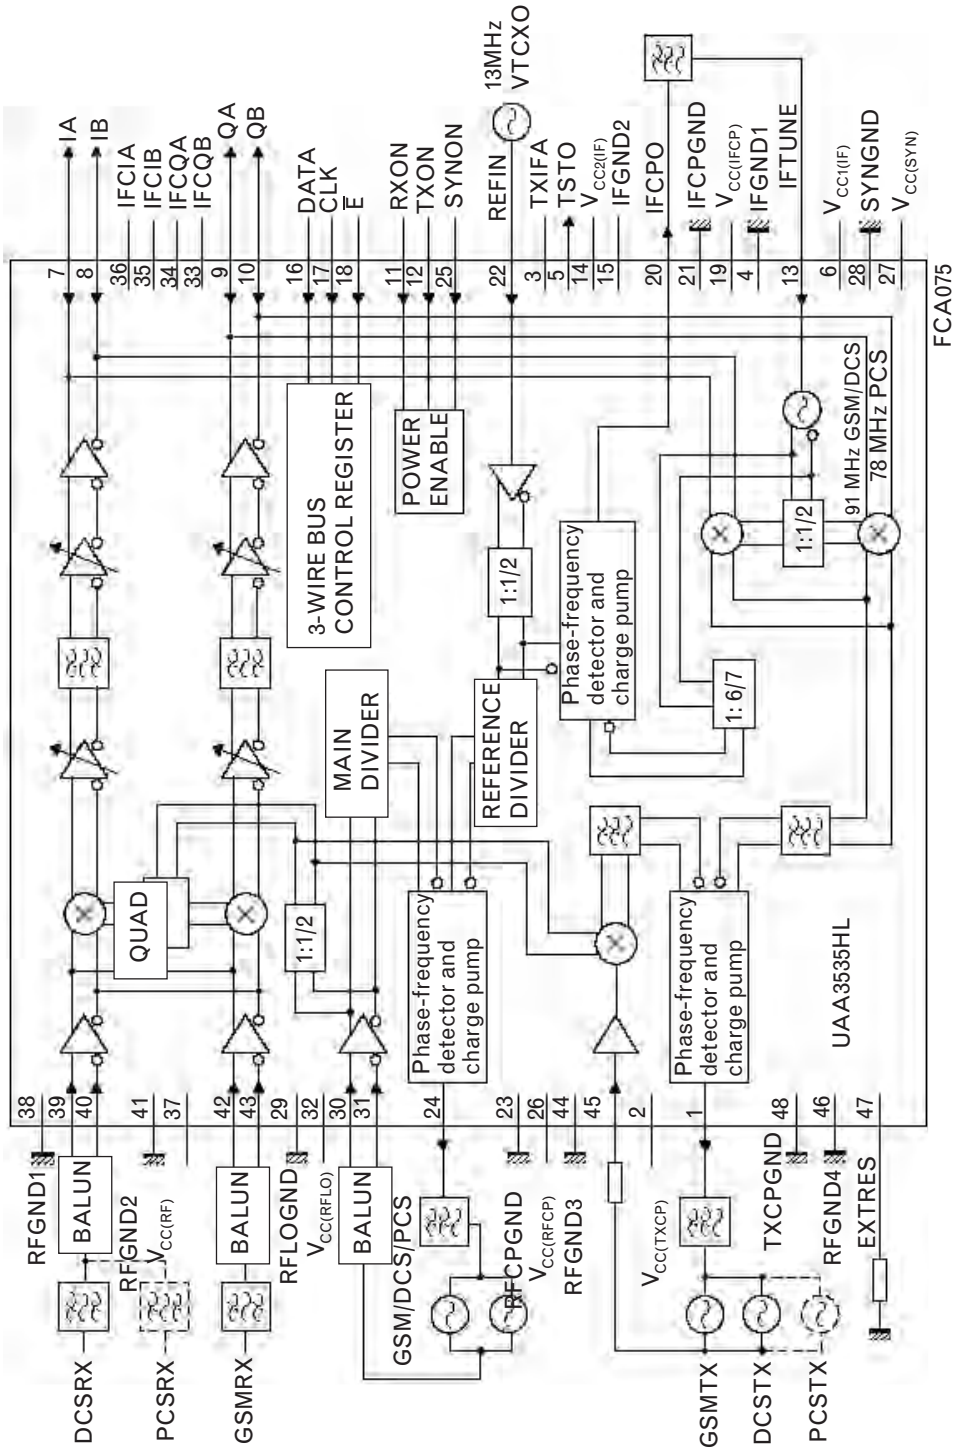 DCSRX
PCSRX
GSMRX
RFGND1
BALUN
RFGND2
VCC(RF)
BALUN
RFLOGND
VCC(RFLO)
BALUN
GSM/DCS/PCS
RFCPGND
VCC(RFCP)
RFGND3
VCC(TXCP)
GSMTX
DCSTX
PCSTX
TXCPGND
RFGND4
EXTRES
38
39
40
41
37
42
43
29
32
30
31
24
23
26
44
45
2
1
48
46
47
QUAD
1:1/2
MAIN
DIVIDER
3-WIRE BUS
CONTROL REGISTER
POWER
ENABLE
1:1/2
REFERENCE
DIVIDER
Phase-frequency
detector and
charge pump
Phase-frequency
detector and
charge pump
Phase-frequency
detector and
charge pump
1: 6/7
1:1/2
91 MHz GSM/DCS
78 MHz PCS
UAA3535HL
7
8
36
35
34
33
9
10
16
17
18
11
12
25
22
3
5
14
15
20
21
19
4
13
6
28
27
IA
IB
IFCIA
IFCIB
IFCQA
IFCQB
QA
QB
DATA
CLK
E
RXON
TXON
SYNON
REFIN
13MHz
VTCXO
TXIFA
TSTO
VCC2(IF)
IFGND2
IFCPO
IFCPGND
VCC(IFCP)
IFGND1
IFTUNE
VCC1(IF)
SYNGND
VCC(SYN)
FCA075